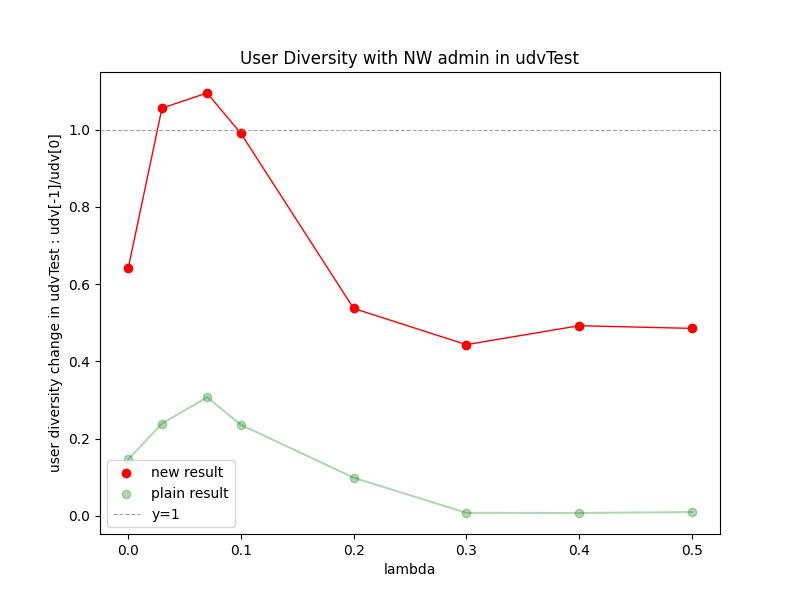 User Diversity with NW admin in udvTest
user diversity change in udvTest : udv[-1]/udv[0]
1.0
0.8
0.6
0.4
0.2
0.0
new result
plain result
y=1
0.0 0.1 0.2 0.3 0.4 0.5
lambda